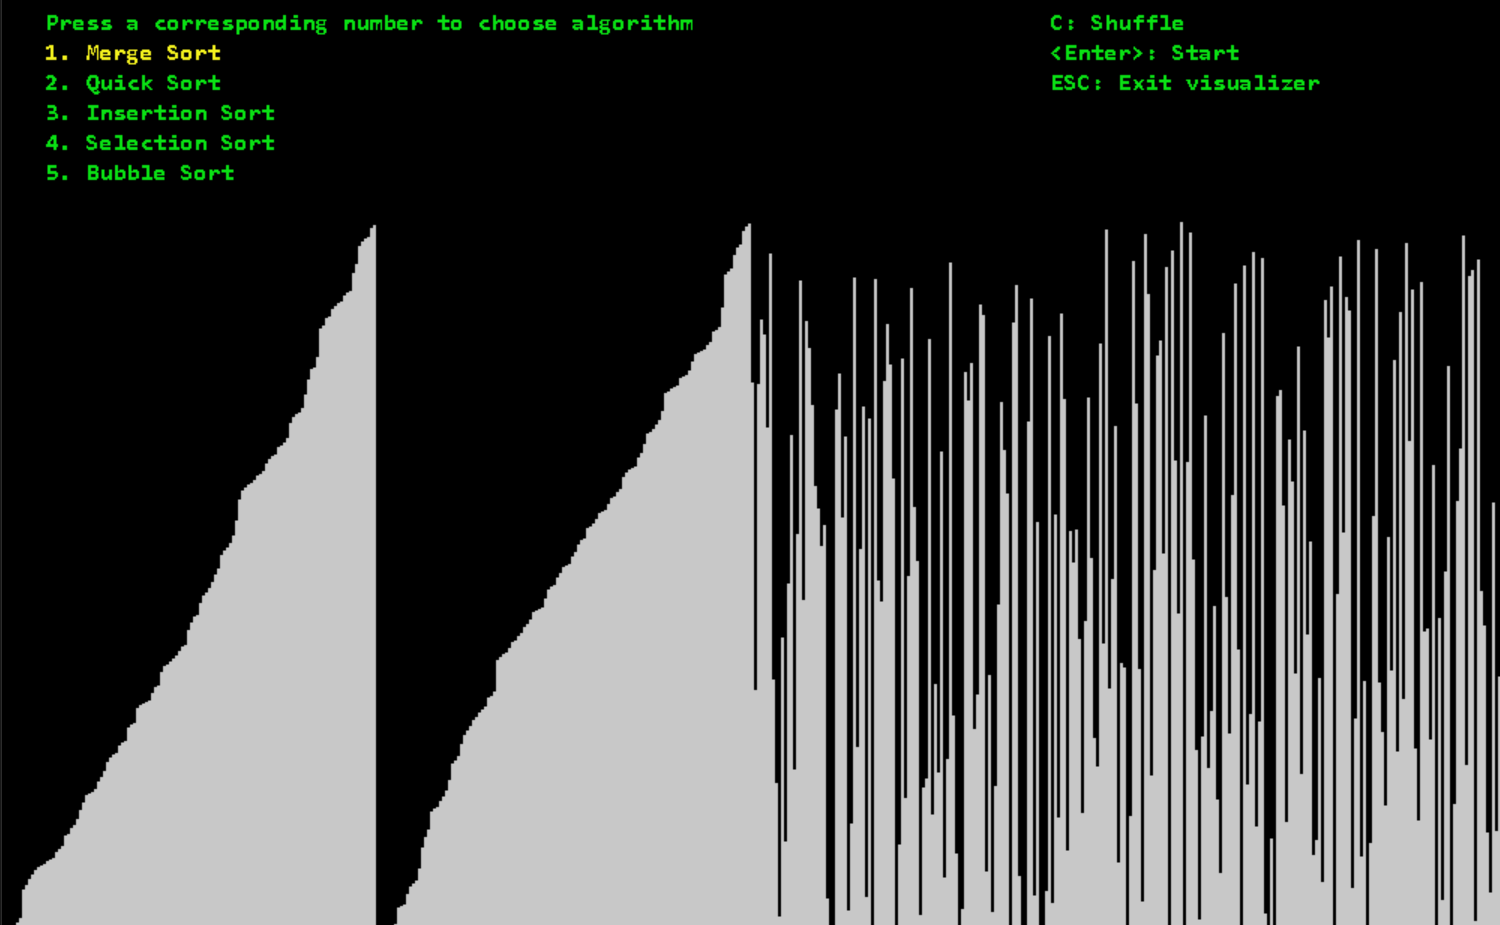 Press a corresponding number to choose algorithm
1. Merge Sort
2. Quick Sort
3. Insertion Sort
4. Selection Sort
5. Bubble Sort
C: Shuffle
<Enter>: Start
ESC: Exit visualizer